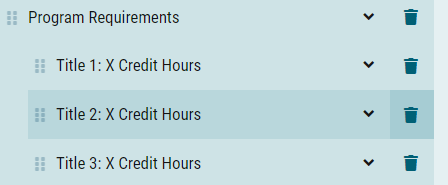 Program Requirements
Title 1: X Credit Hours
Title 2: X Credit Hours
Title 3: X Credit Hours